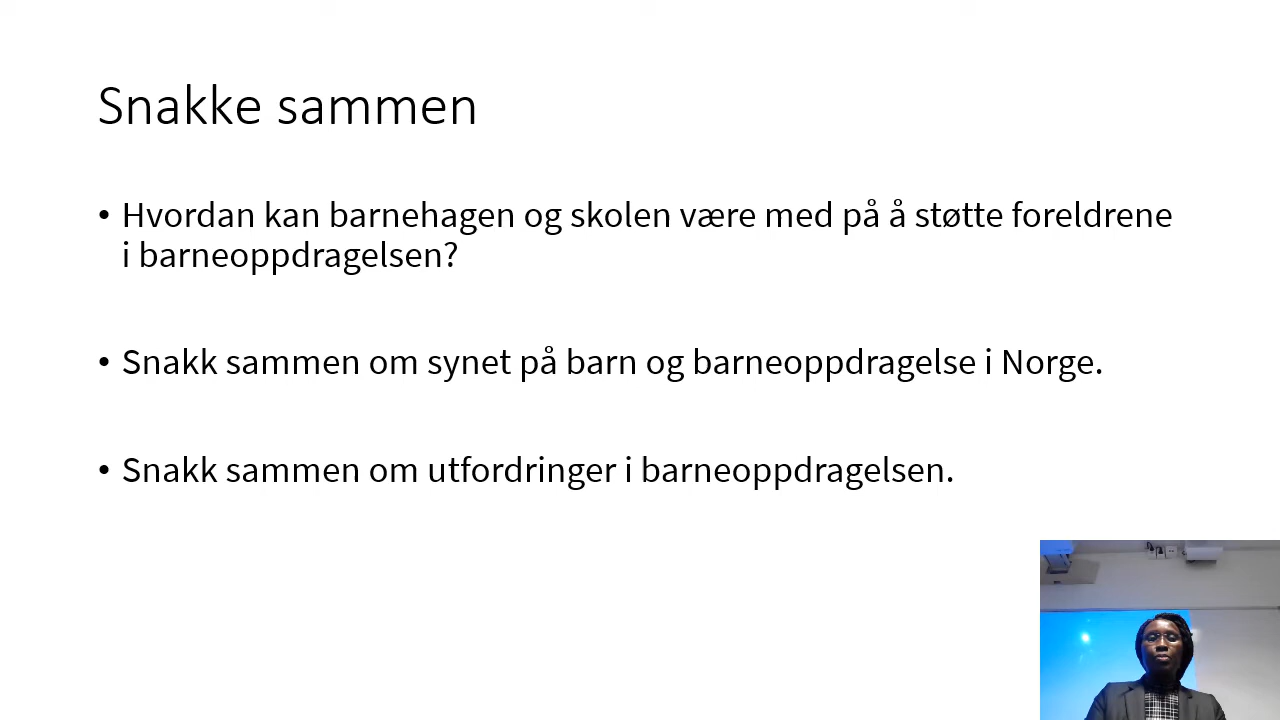 Snakke sammen
• Hvordan kan barnehagen og skolen være med på å støtte foreldrene
i barneoppdragelsen?
• Snakk sammen om synet på barn og barneoppdragelse i Norge.
• Snakk sammen om utfordringer i barneoppdragelsen.